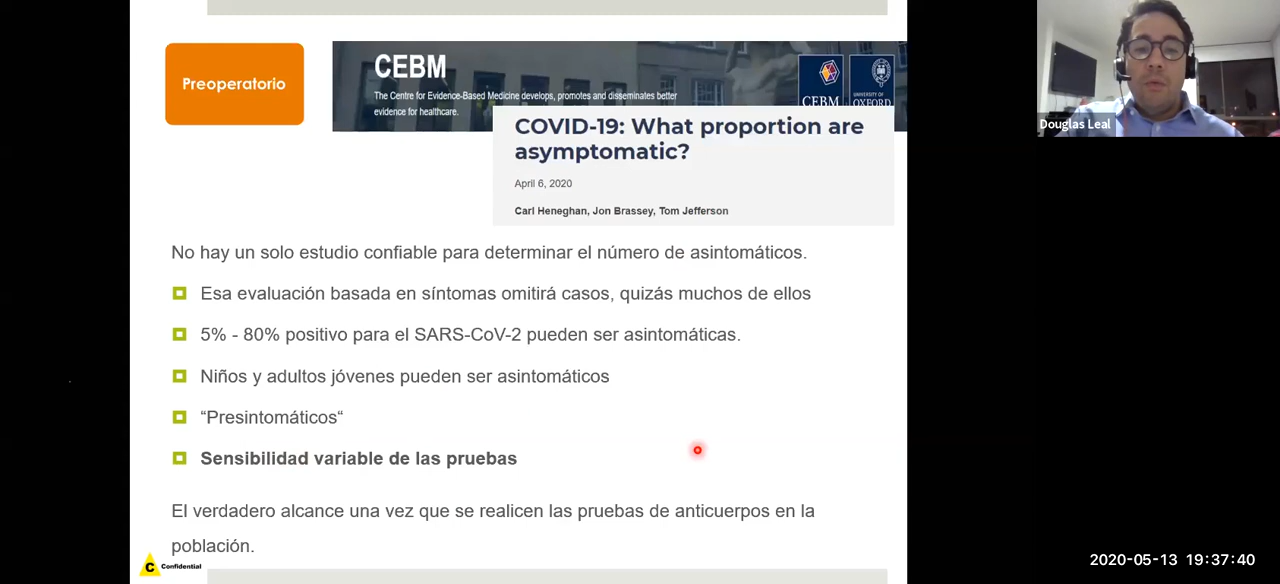 Preoperatorio
CEBM
The Centre for Evidence-Based Medicine develops, promotes and disseminates better
evidence for healthcare.
CEBM
UNIVERSITY OF
OXFORD
COVID-19: What proportion are
asymptomatic?
April 6, 2020
Carl Heneghan, Jon Brassey, Tom Jefferson
Douglas Leal
No hay un solo estudio confiable para determinar el número de asintomáticos.
Esa evaluación basada en síntomas omitirá casos, quizás muchos de ellos
5% - 80% positivo para el SARS-CoV-2 pueden ser asintomáticas.
Niños y adultos jóvenes pueden ser asintomáticos
“Presintomáticos“
Sensibilidad variable de las pruebas
El verdadero alcance una vez que se realicen las pruebas de anticuerpos en la
población.
C Confidential
2020-05-13 19:37:40